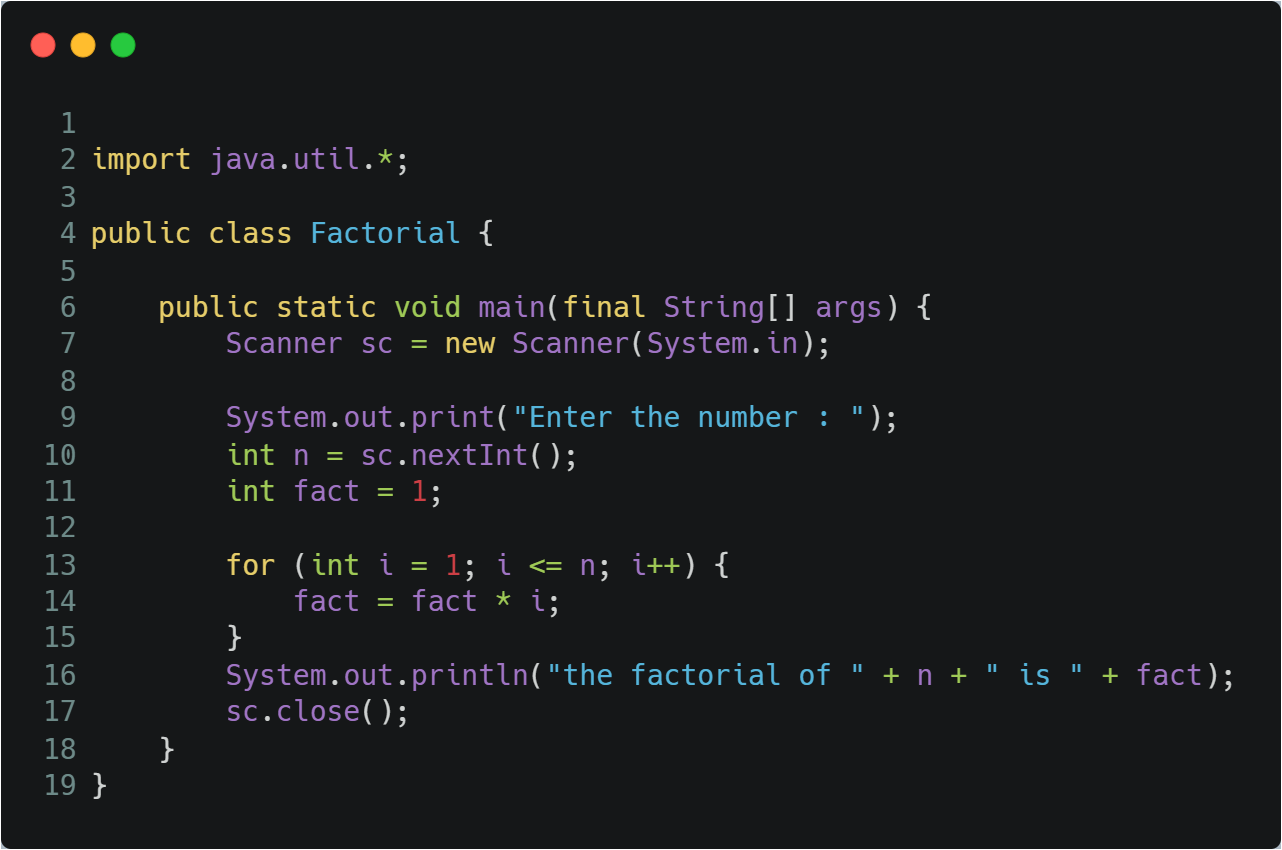 1
2 import java.util.*;
3
4 public class Factorial {
5
6     public static void main(final String[] args) {
7         Scanner sc = new Scanner(System.in);
8
9         System.out.print("Enter the number : ");
10         int n = sc.nextInt();
11         int fact = 1;
12
13         for (int i = 1; i <= n; i++) {
14             fact = fact * i;
15         }
16         System.out.println("the factorial of " + n + " is " + fact);
17         sc.close();
18     }
19 }